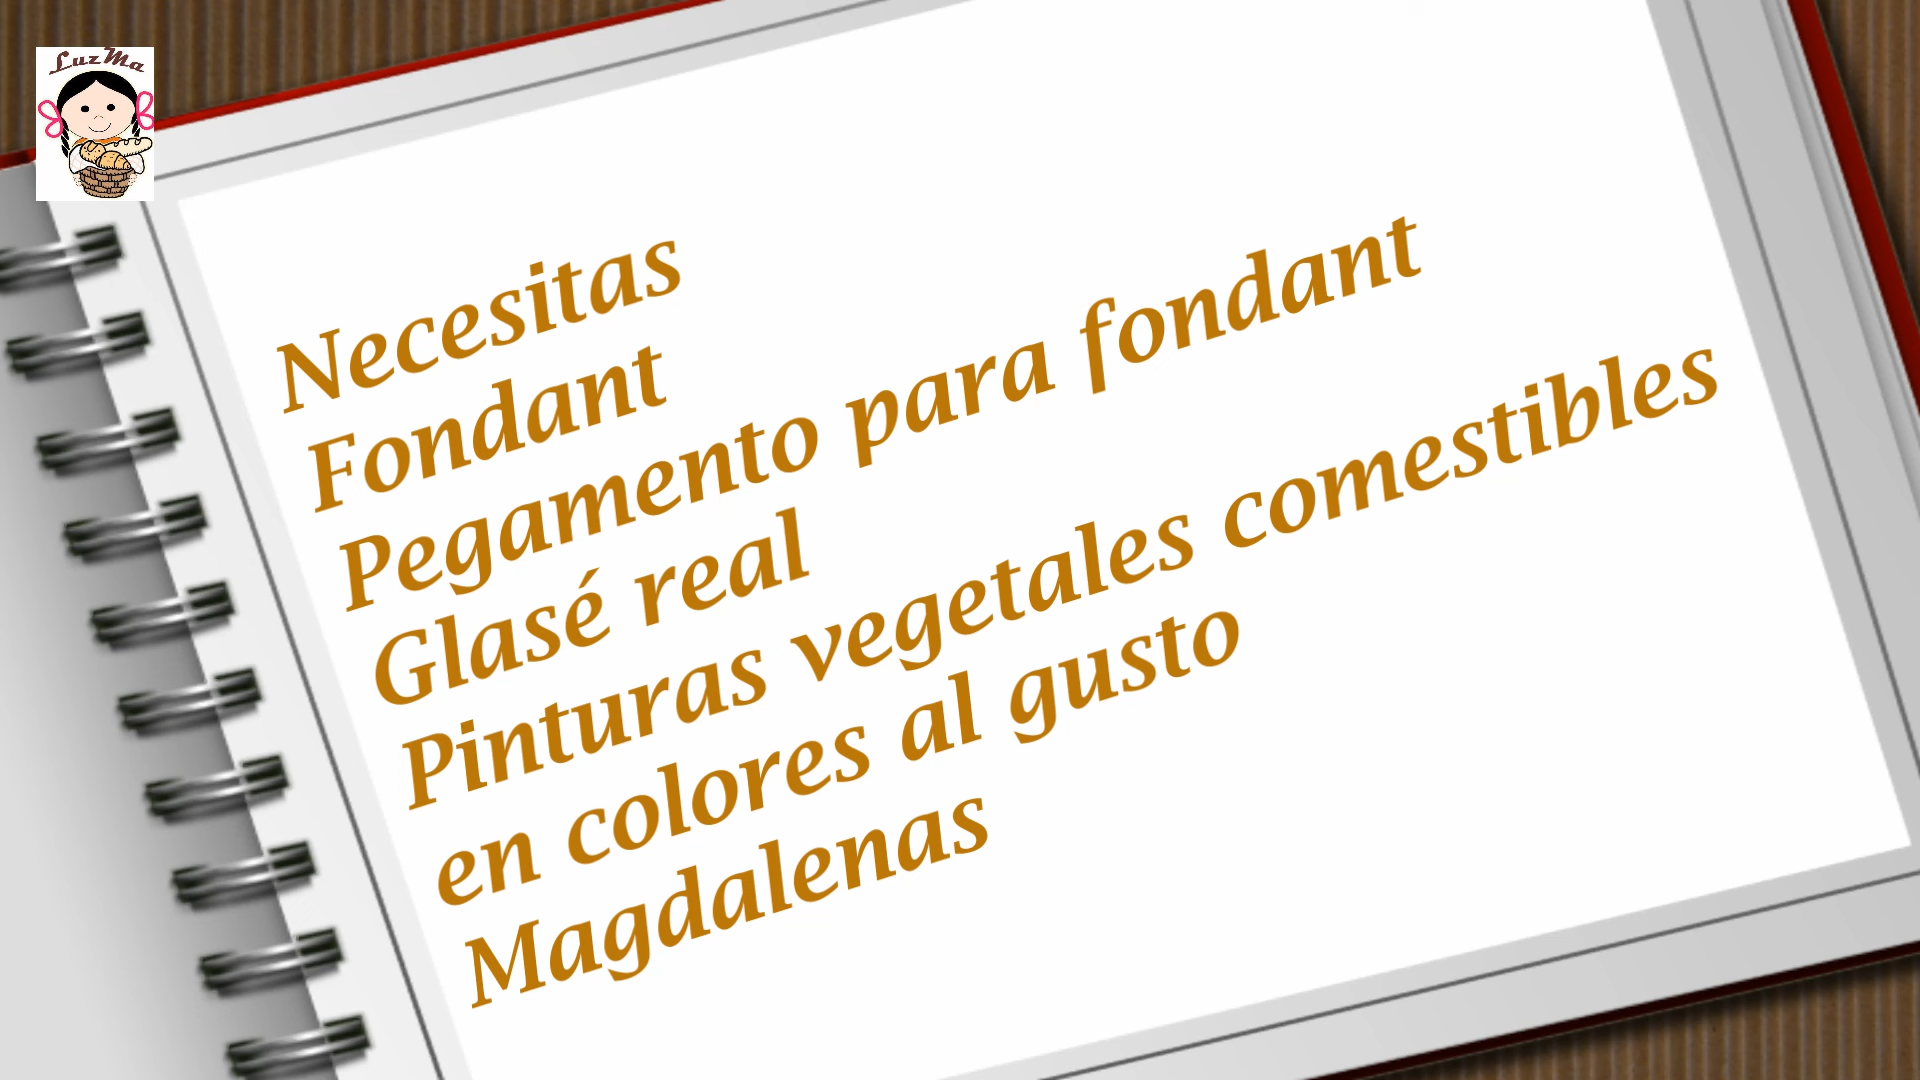 LuzMa
Necesitas
Fondant
Pegamento para fondant
Glasé real
Pinturas vegetales comestibles
en colores al gusto
Magdalenas